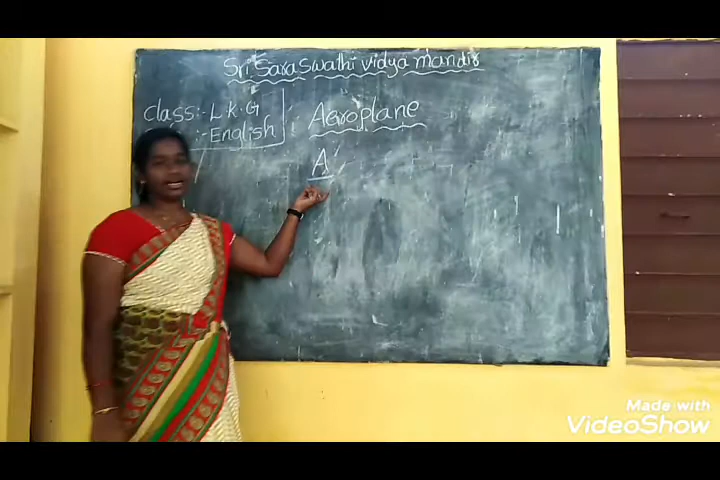 Sri Saraswathi vidya mandir
class:- L.K.G
:- English
Aeroplane
A
Made with
VideoShow